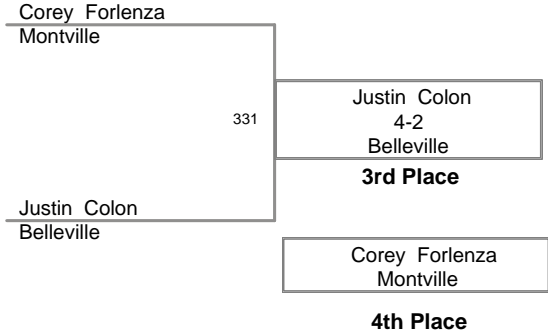 Corey Forlenza
Montville
331
Justin Colon
4-2
Belleville
3rd Place
Justin Colon
Belleville
Corey Forlenza
Montville
4th Place